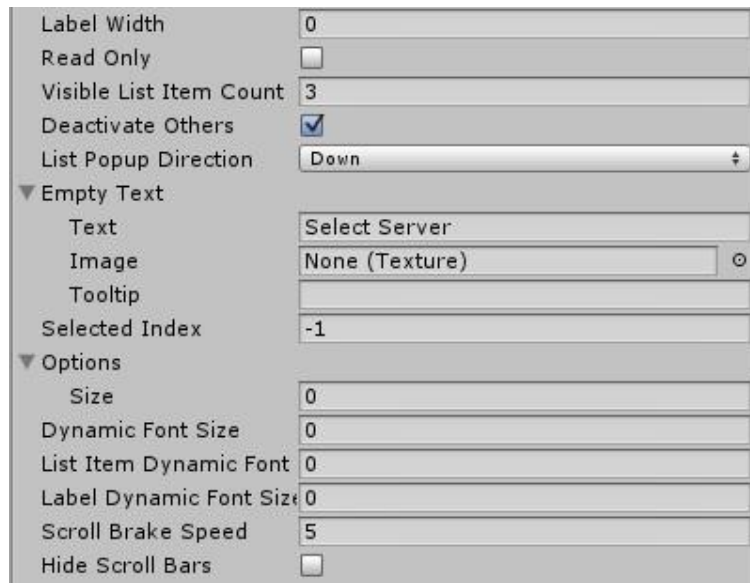 Label Width 0
Read Only
Visible List Item Count 3
Deactivate Others
List Popup Direction Down
Empty Text
Text Select Server
Image None (Texture)
Tooltip
Selected Index -1
Options
Size 0
Dynamic Font Size 0
List Item Dynamic Font 0
Label Dynamic Font Size 0
Scroll Brake Speed 5
Hide Scroll Bars